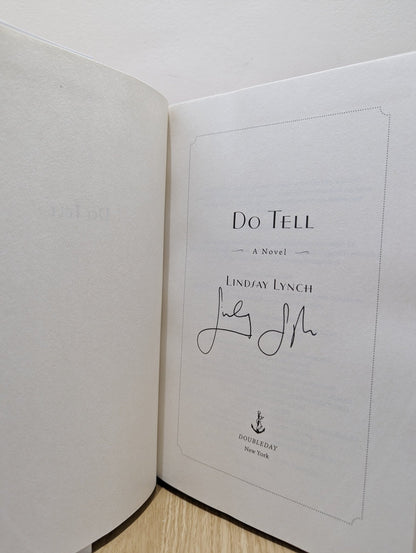 Do Tell
A Novel
Lindsay Lynch
DOUBLEDAY
New York